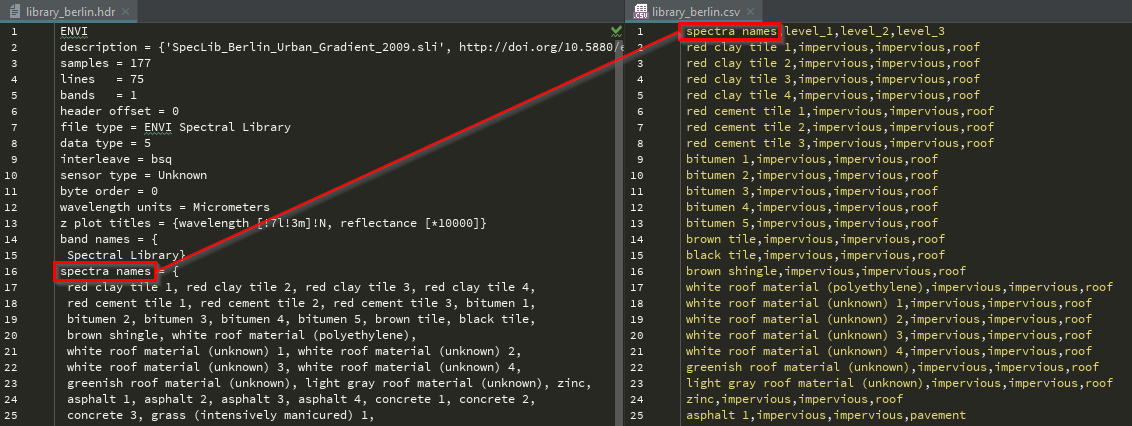 library_berlin.hdr
1 ENVI
2 description = {'SpecLib_Berlin_Urban_Gradient_2009.sli', http://doi.org/10.5880/e
3 samples = 177
4 lines   = 75
5 bands   = 1
6 header offset = 0
7 file type = ENVI Spectral Library
8 data type = 5
9 interleave = bsq
10 sensor type = Unknown
11 byte order = 0
12 wavelength units = Micrometers
13 z plot titles = {wavelength [!7l!3m]!N, reflectance [*10000]}
14 band names = {
15  Spectral Library}
16 spectra names = {
17  red clay tile 1, red clay tile 2, red clay tile 3, red clay tile 4,
18  red cement tile 1, red cement tile 2, red cement tile 3, bitumen 1,
19  bitumen 2, bitumen 3, bitumen 4, bitumen 5, brown tile, black tile,
20  brown shingle, white roof material (polyethylene),
21  white roof material (unknown) 1, white roof material (unknown) 2,
22  white roof material (unknown) 3, white roof material (unknown) 4,
23  greenish roof material (unknown), light gray roof material (unknown), zinc,
24  asphalt 1, asphalt 2, asphalt 3, asphalt 4, concrete 1, concrete 2,
25  concrete 3, grass (intensively manicured) 1,
library_berlin.csv
1 spectra names,level_1,level_2,level_3
2 red clay tile 1,impervious,impervious,roof
3 red clay tile 2,impervious,impervious,roof
4 red clay tile 3,impervious,impervious,roof
5 red clay tile 4,impervious,impervious,roof
6 red cement tile 1,impervious,impervious,roof
7 red cement tile 2,impervious,impervious,roof
8 red cement tile 3,impervious,impervious,roof
9 bitumen 1,impervious,impervious,roof
10 bitumen 2,impervious,impervious,roof
11 bitumen 3,impervious,impervious,roof
12 bitumen 4,impervious,impervious,roof
13 bitumen 5,impervious,impervious,roof
14 brown tile,impervious,impervious,roof
15 black tile,impervious,impervious,roof
16 brown shingle,impervious,impervious,roof
17 white roof material (polyethylene),impervious,impervious,roof
18 white roof material (unknown) 1,impervious,impervious,roof
19 white roof material (unknown) 2,impervious,impervious,roof
20 white roof material (unknown) 3,impervious,impervious,roof
21 white roof material (unknown) 4,impervious,impervious,roof
22 greenish roof material (unknown),impervious,impervious,roof
23 light gray roof material (unknown),impervious,impervious,roof
24 zinc,impervious,impervious,roof
25 asphalt 1,impervious,impervious,pavement